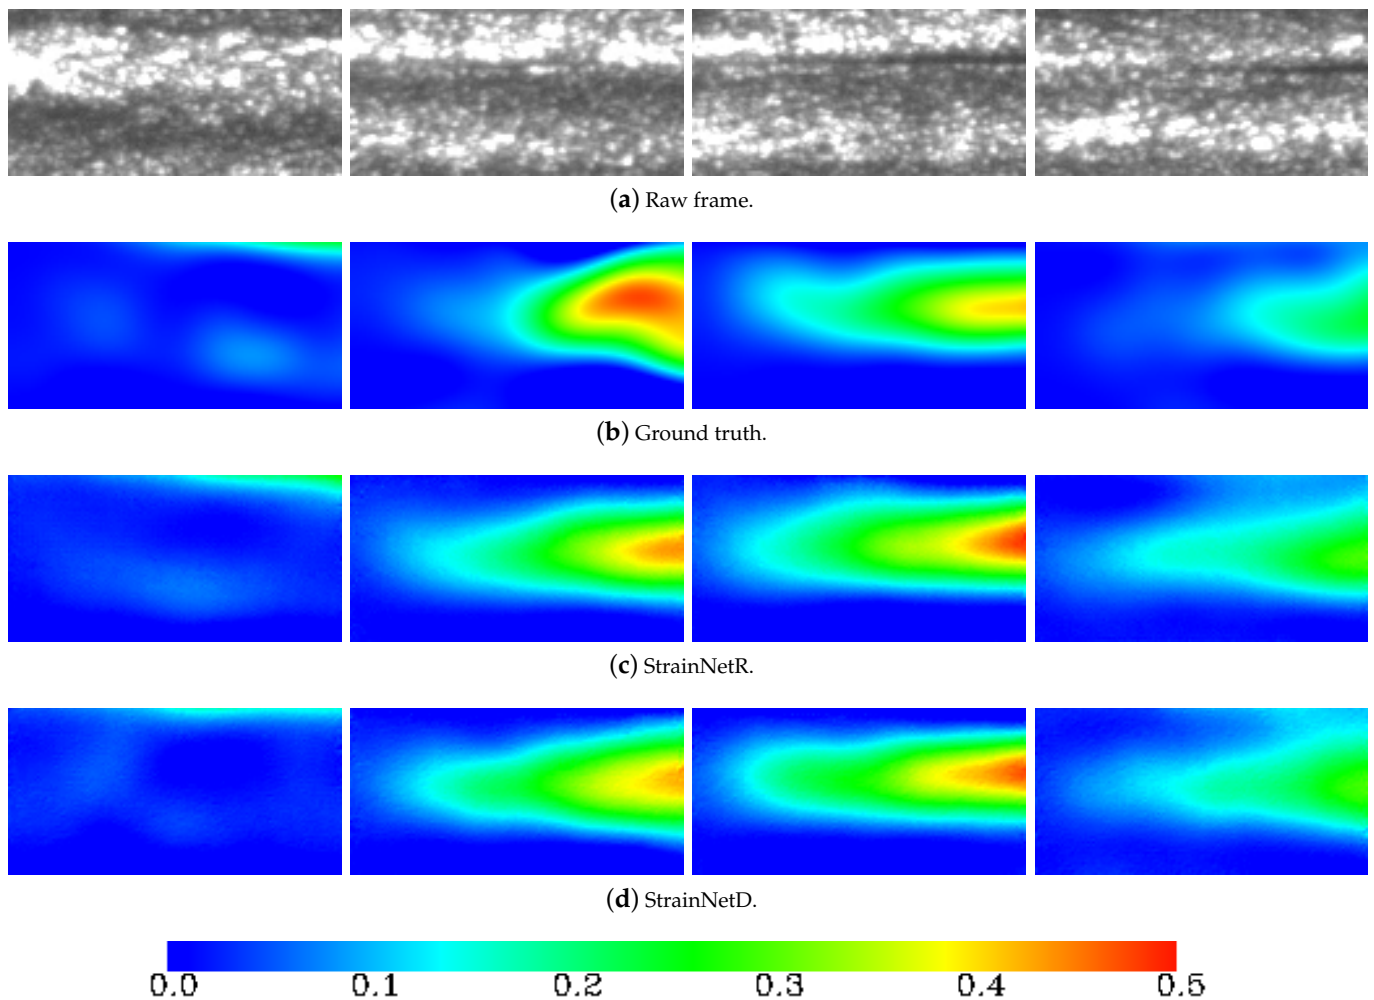 (a) Raw frame.
(b) Ground truth.
(c) StrainNetR.
(d) StrainNetD.
0.0 0.1 0.2 0.3 0.4 0.5